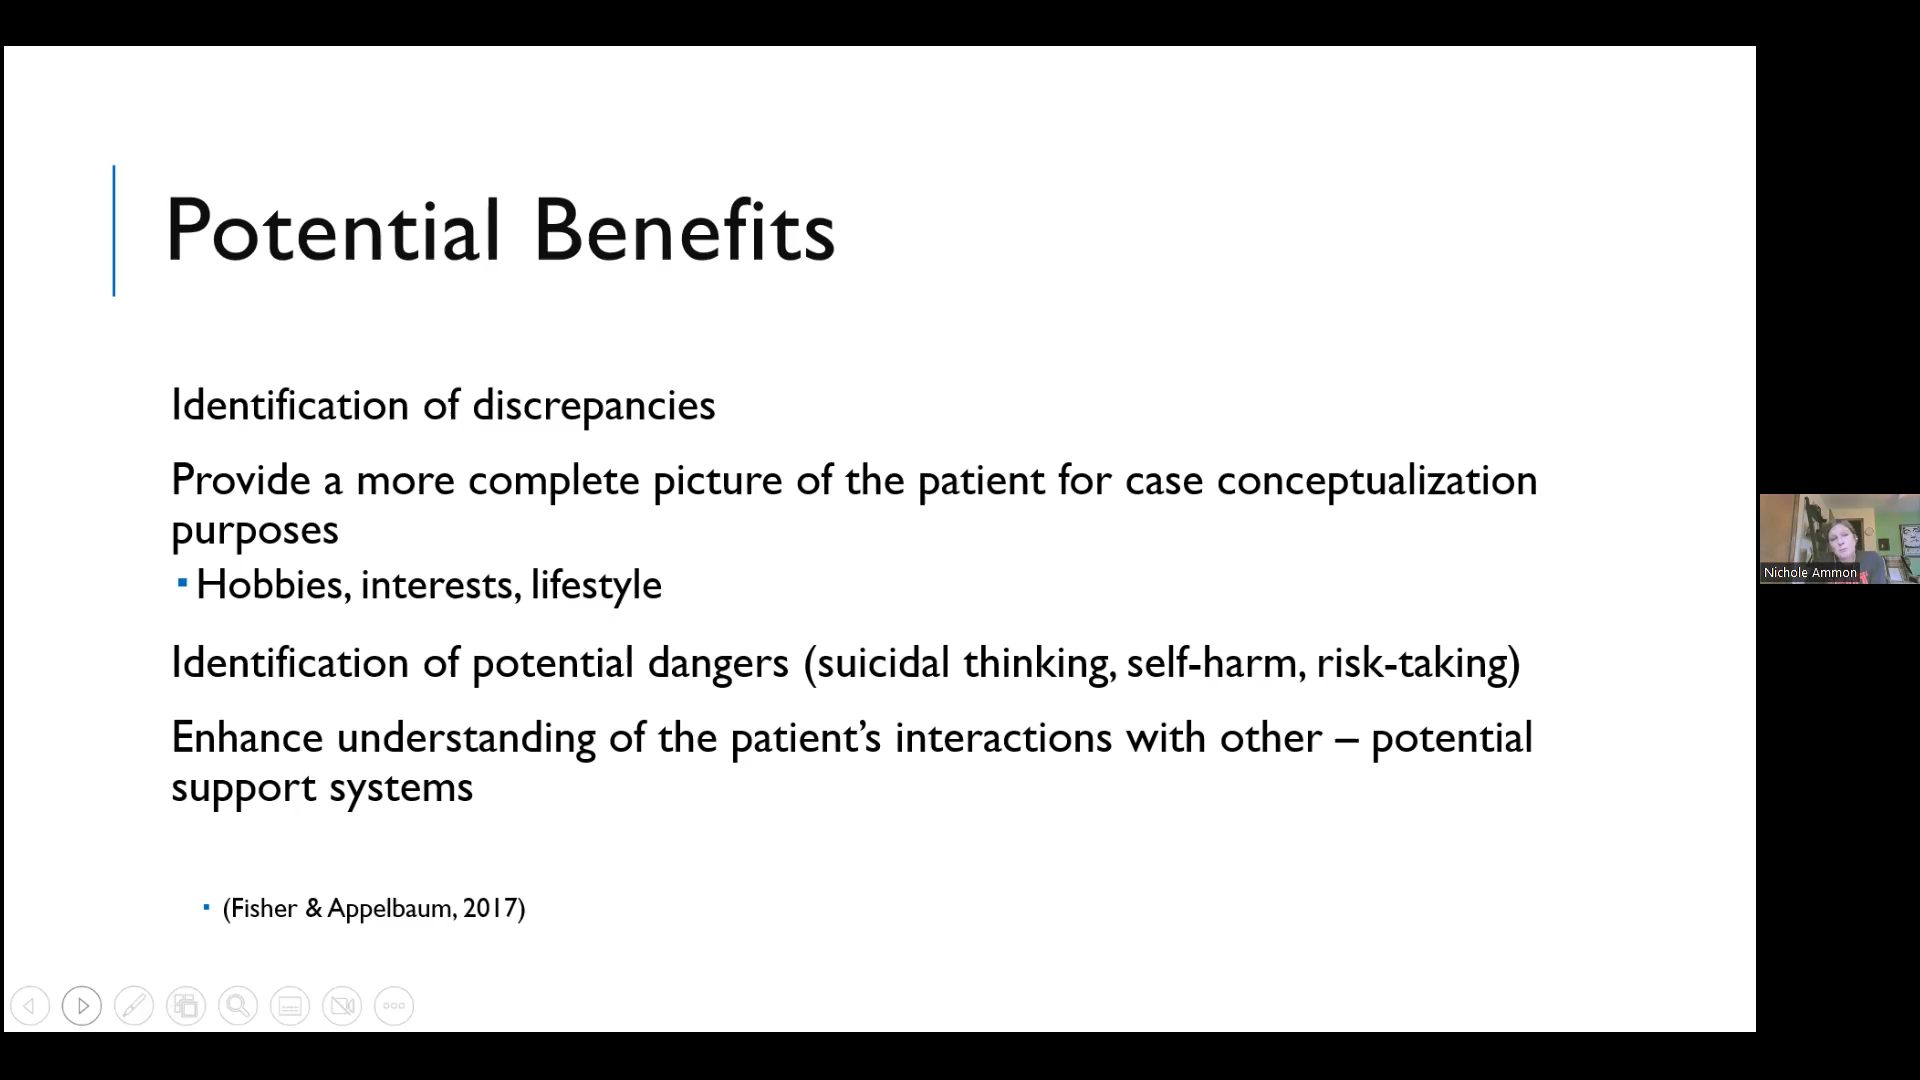 Potential Benefits
Identification of discrepancies
Provide a more complete picture of the patient for case conceptualization
purposes
▪ Hobbies, interests, lifestyle
Identification of potential dangers (suicidal thinking, self-harm, risk-taking)
Enhance understanding of the patient’s interactions with other – potential
support systems
▪ (Fisher & Appelbaum, 2017)
Nichole Ammon